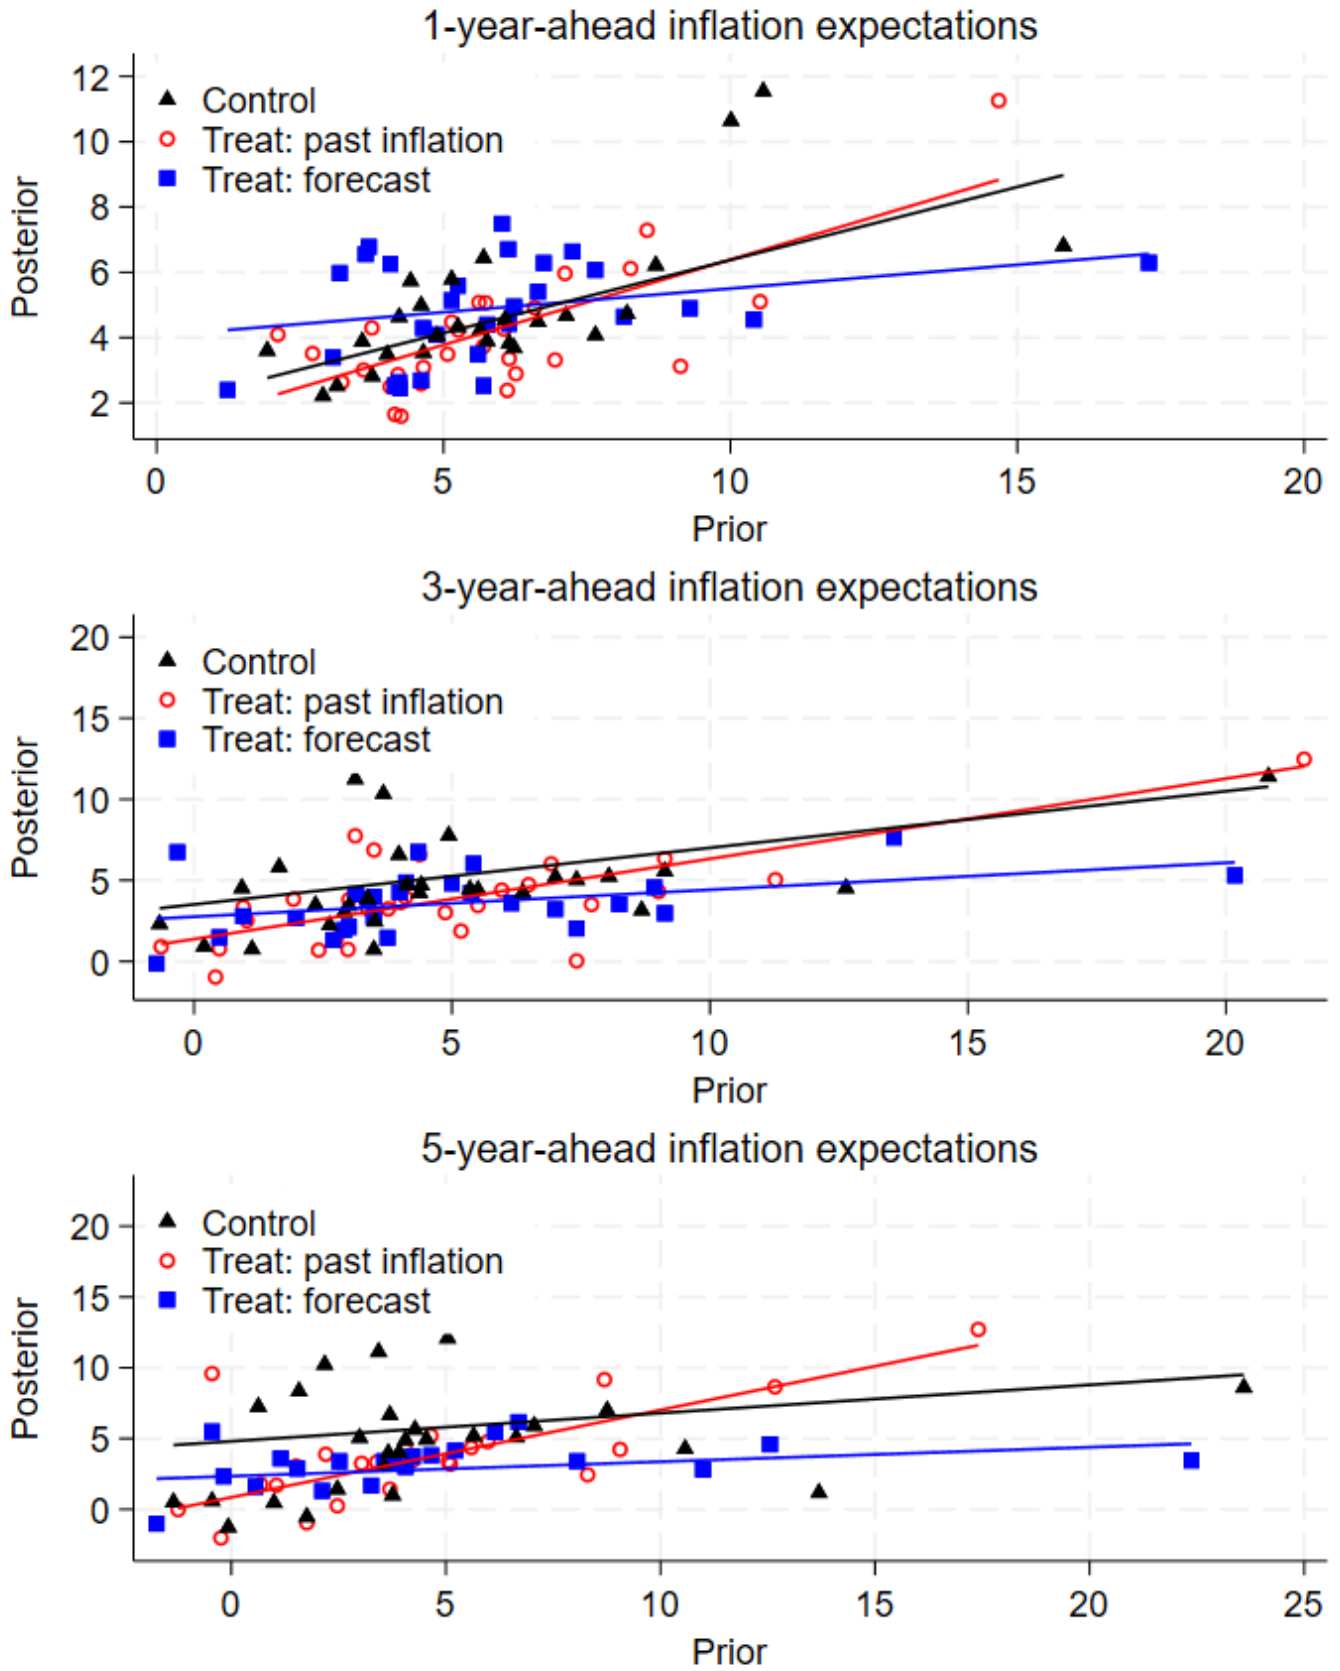 1-year-ahead inflation expectations
12
10
8
6
4
2
Posterior
Control
Treat: past inflation
Treat: forecast
0 5 10 15 20
Prior
3-year-ahead inflation expectations
20
15
10
5
0
Posterior
Control
Treat: past inflation
Treat: forecast
0 5 10 15 20
Prior
5-year-ahead inflation expectations
20
15
10
5
0
Posterior
Control
Treat: past inflation
Treat: forecast
0 5 10 15 20 25
Prior